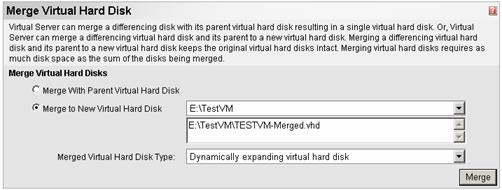 Merge Virtual Hard Disk
Virtual Server can merge a differencing disk with its parent virtual hard disk resulting in a single virtual hard disk. Or, Virtual
Server can merge a differencing virtual hard disk and its parent to a new virtual hard disk. Merging a differencing virtual hard
disk and its parent to a new virtual hard disk keeps the original virtual hard disks intact. Merging virtual hard disks requires as
much disk space as the sum of the disks being merged.
Merge Virtual Hard Disks
Merge With Parent Virtual Hard Disk
Merge to New Virtual Hard Disk E:\TestVM
E:\TestVM\TESTVM-Merged.vhd
Merged Virtual Hard Disk Type: Dynamically expanding virtual hard disk
Merge